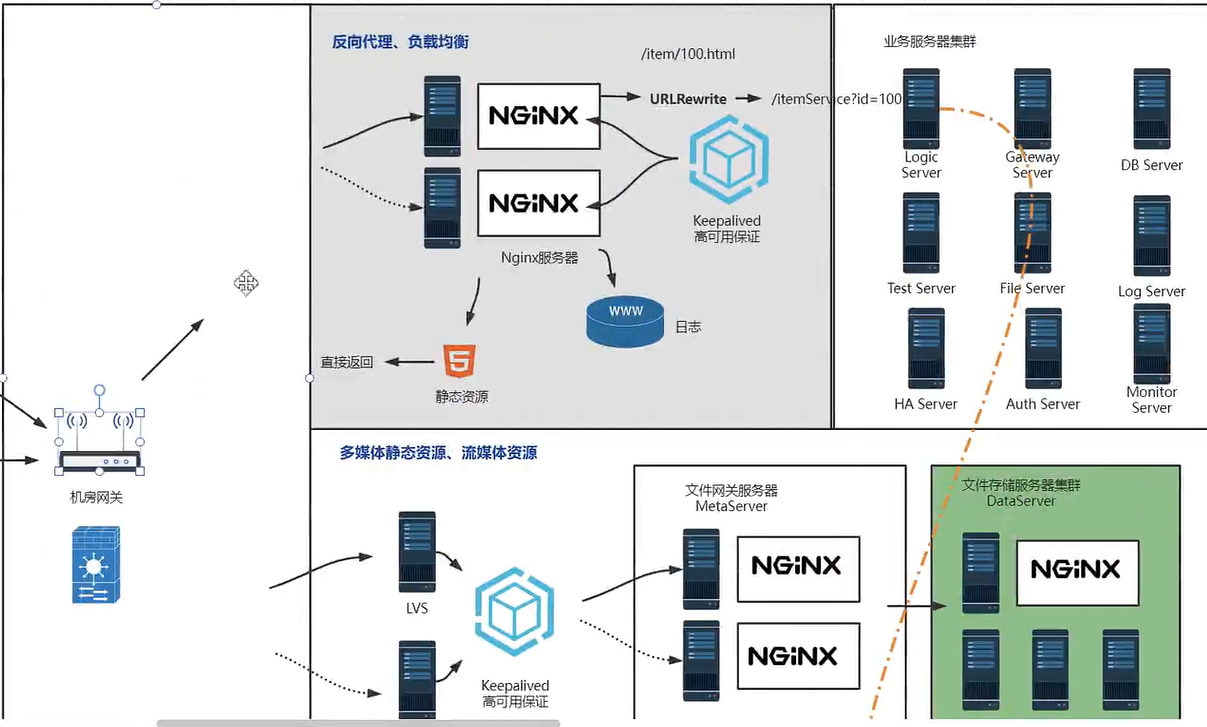 反向代理、负载均衡
/item/100.html
NGiNX
URLRewrite
/itemService?id=100
NGiNX
Keepalived
高可用保证
Nginx服务器
WWW
日志
5
直接返回
静态资源
业务服务器集群
Logic
Server
Gateway
Server
DB Server
Test Server
File Server
Log Server
HA Server
Auth Server
Monitor
Server
机房网关
多媒体静态资源、流媒体资源
LVS
Keepalived
高可用保证
文件网关服务器
MetaServer
NGiNX
NGiNX
文件存储服务器集群
DataServer
NGiNX